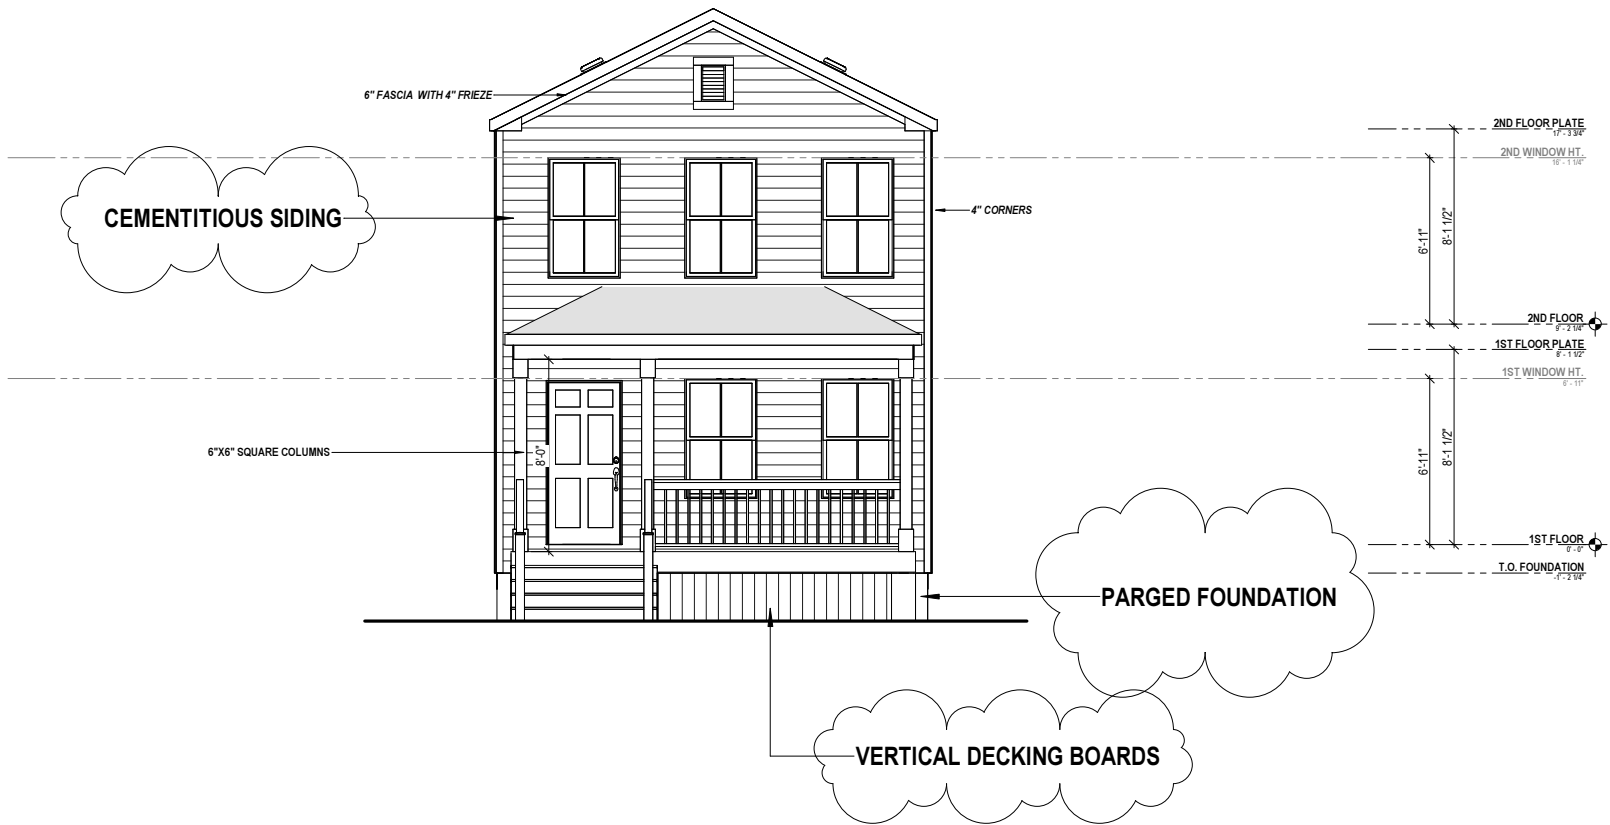 6" FASCIA WITH 4" FRIEZE
2ND FLOOR PLATE
17' - 3 3/4"
2ND WINDOW HT.
16' - 1 1/4"
CEMENTITIOUS SIDING
4" CORNERS
6'-11"
8'-1 1/2"
2ND FLOOR
9' - 2 1/4"
1ST FLOOR PLATE
8' - 1 1/2"
1ST WINDOW HT.
6' - 11"
6"X6" SQUARE COLUMNS
8'-0"
6'-11"
8'-1 1/2"
1ST FLOOR
0' - 0"
T.O. FOUNDATION
-1' - 2 1/4"
PARGED FOUNDATION
VERTICAL DECKING BOARDS